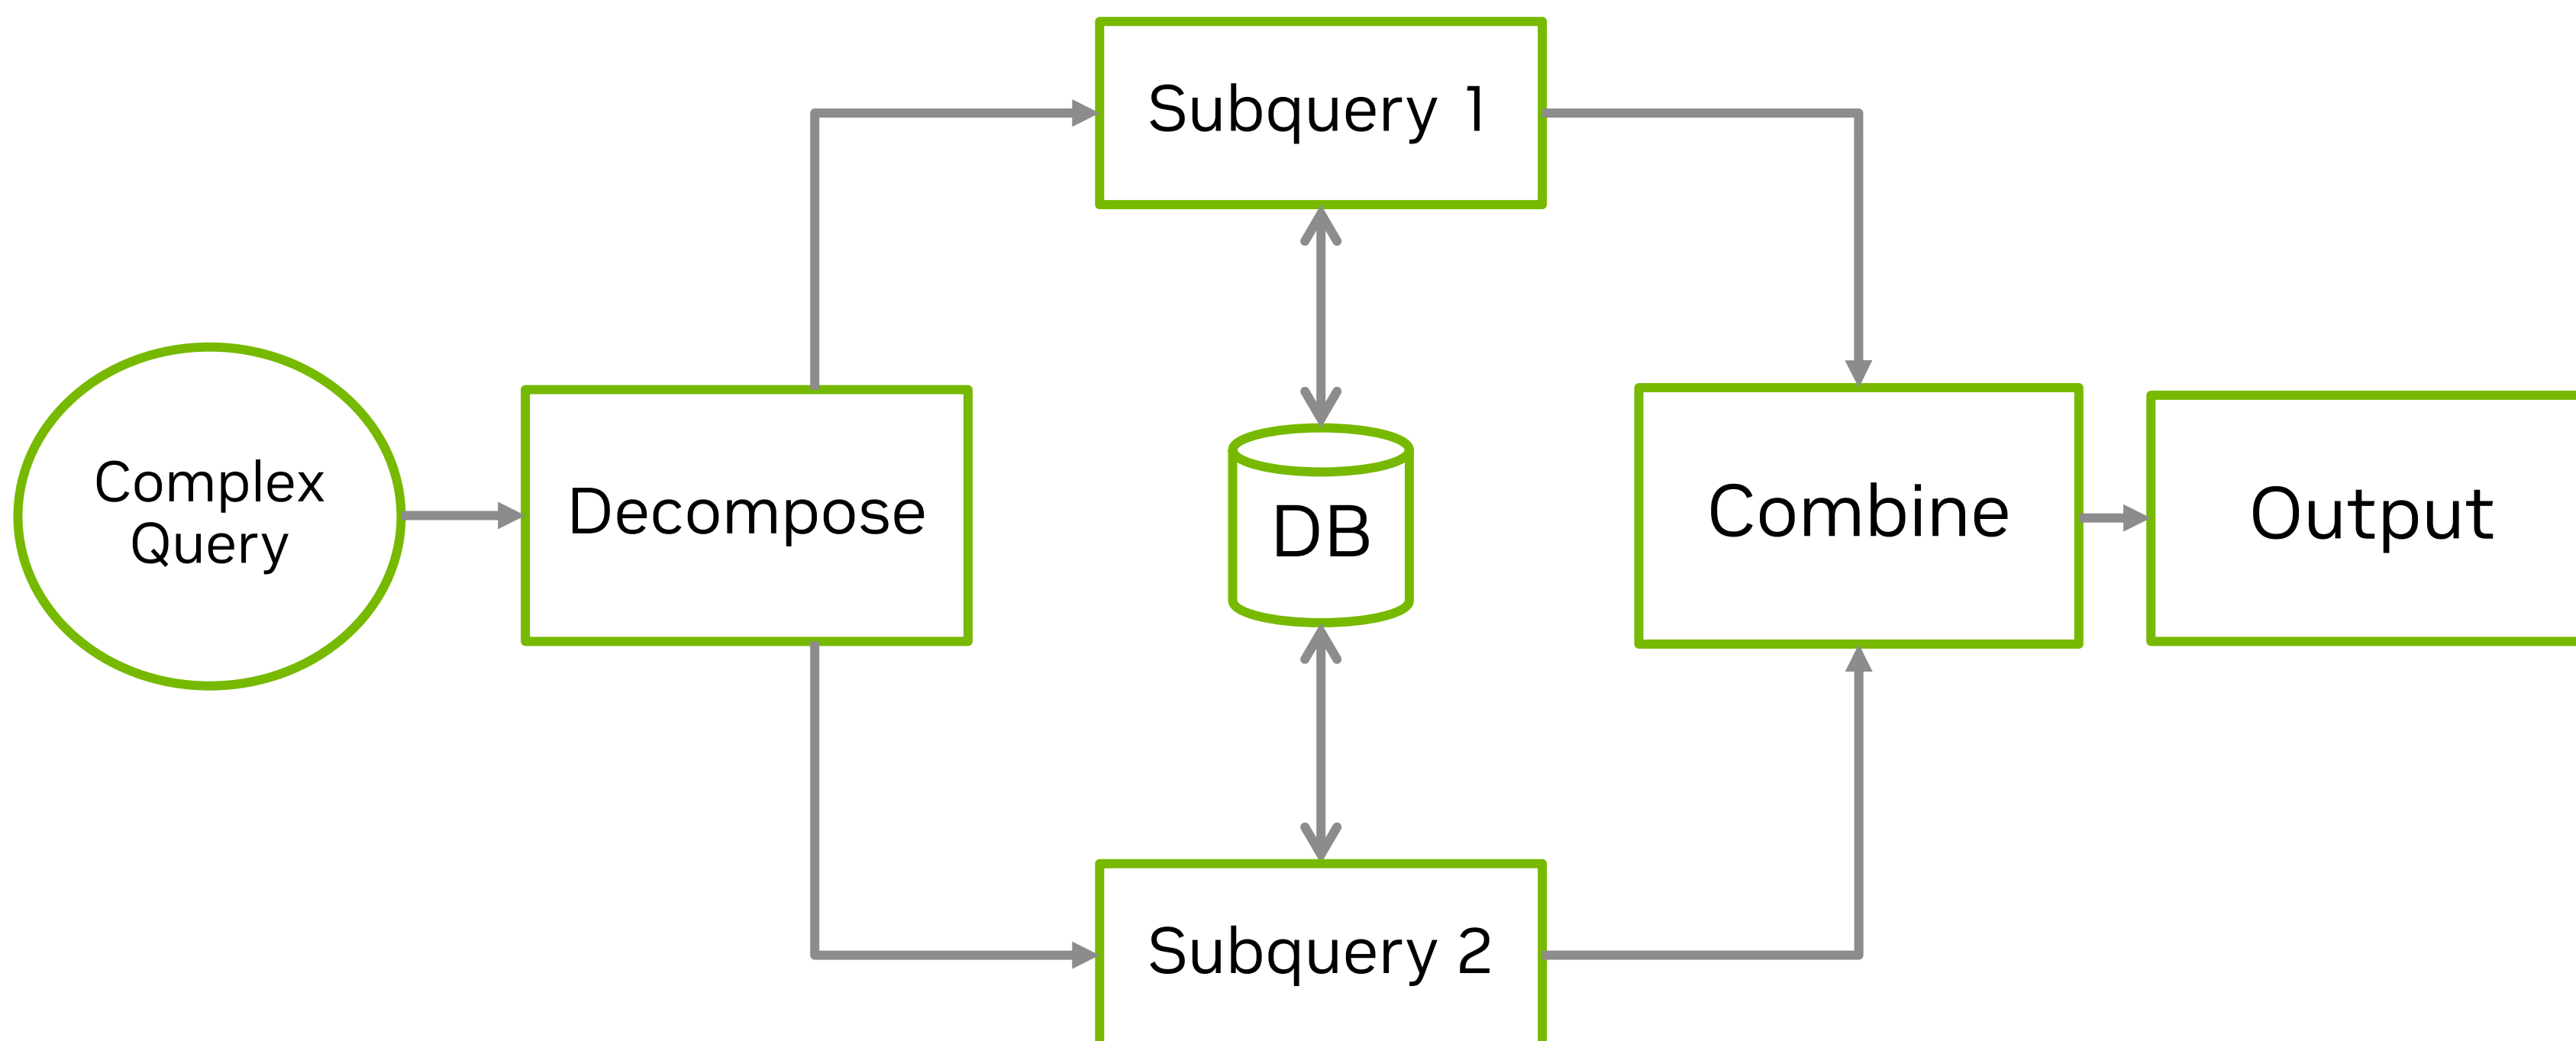 Subquery 1
Complex
Query
Decompose
DB
Combine
Output
Subquery 2